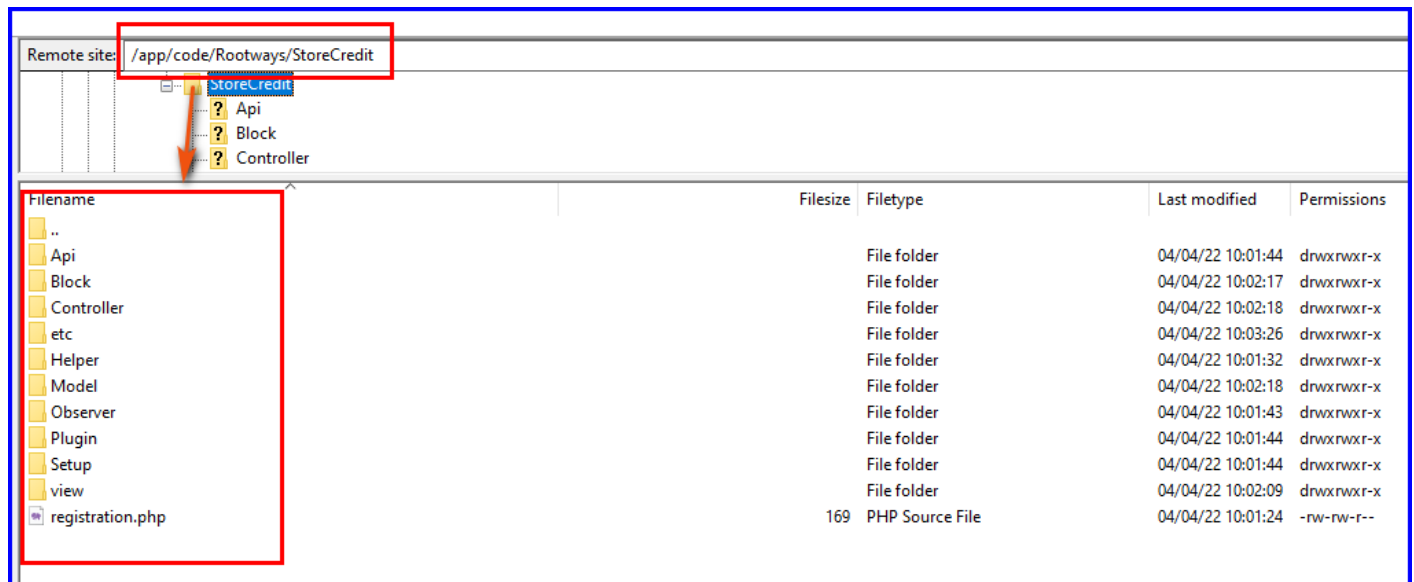 Remote site: /app/code/Rootways/StoreCredit
StoreCredit
? Api
? Block
? Controller
Filename Filesize Filetype Last modified Permissions
..
Api File folder 04/04/22 10:01:44 drwxrwxr-x
Block File folder 04/04/22 10:02:17 drwxrwxr-x
Controller File folder 04/04/22 10:02:18 drwxrwxr-x
etc File folder 04/04/22 10:03:26 drwxrwxr-x
Helper File folder 04/04/22 10:01:32 drwxrwxr-x
Model File folder 04/04/22 10:02:18 drwxrwxr-x
Observer File folder 04/04/22 10:01:43 drwxrwxr-x
Plugin File folder 04/04/22 10:01:44 drwxrwxr-x
Setup File folder 04/04/22 10:01:44 drwxrwxr-x
view File folder 04/04/22 10:02:09 drwxrwxr-x
registration.php 169 PHP Source File 04/04/22 10:01:24 -rw-rw-r--